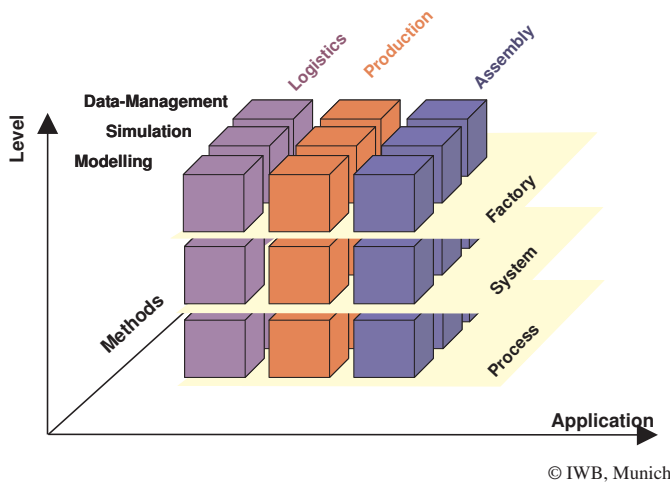 Logistics
Production
Assembly
Data-Management
Simulation
Modelling
Level
Factory
System
Process
Methods
Application
© IWB, Munich